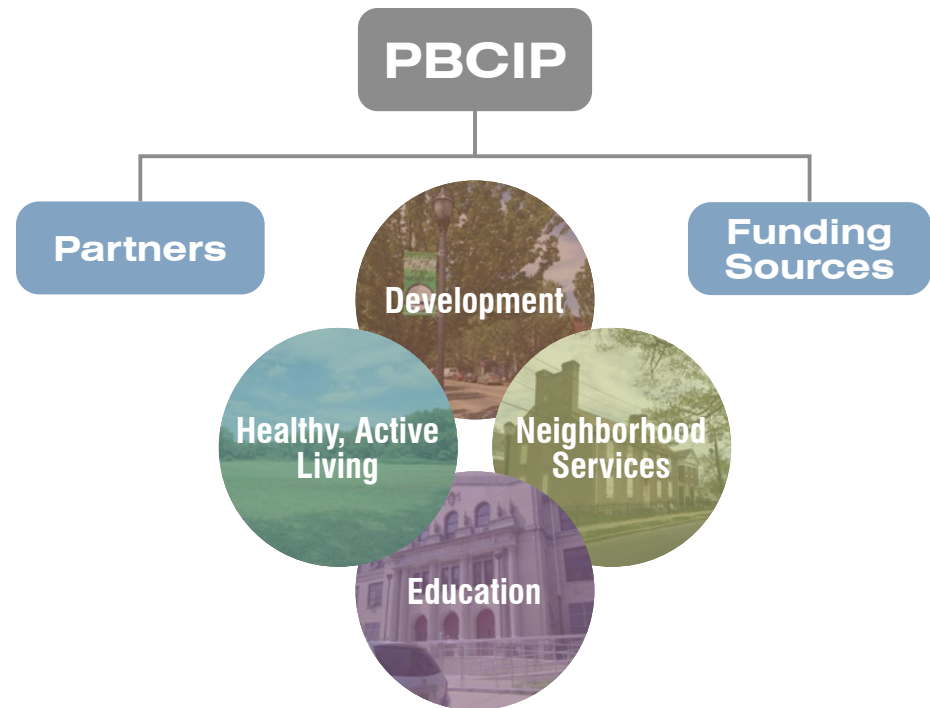 PBCIP
Partners
Funding
Sources
Development
Healthy, Active
Living
Neighborhood
Services
Education